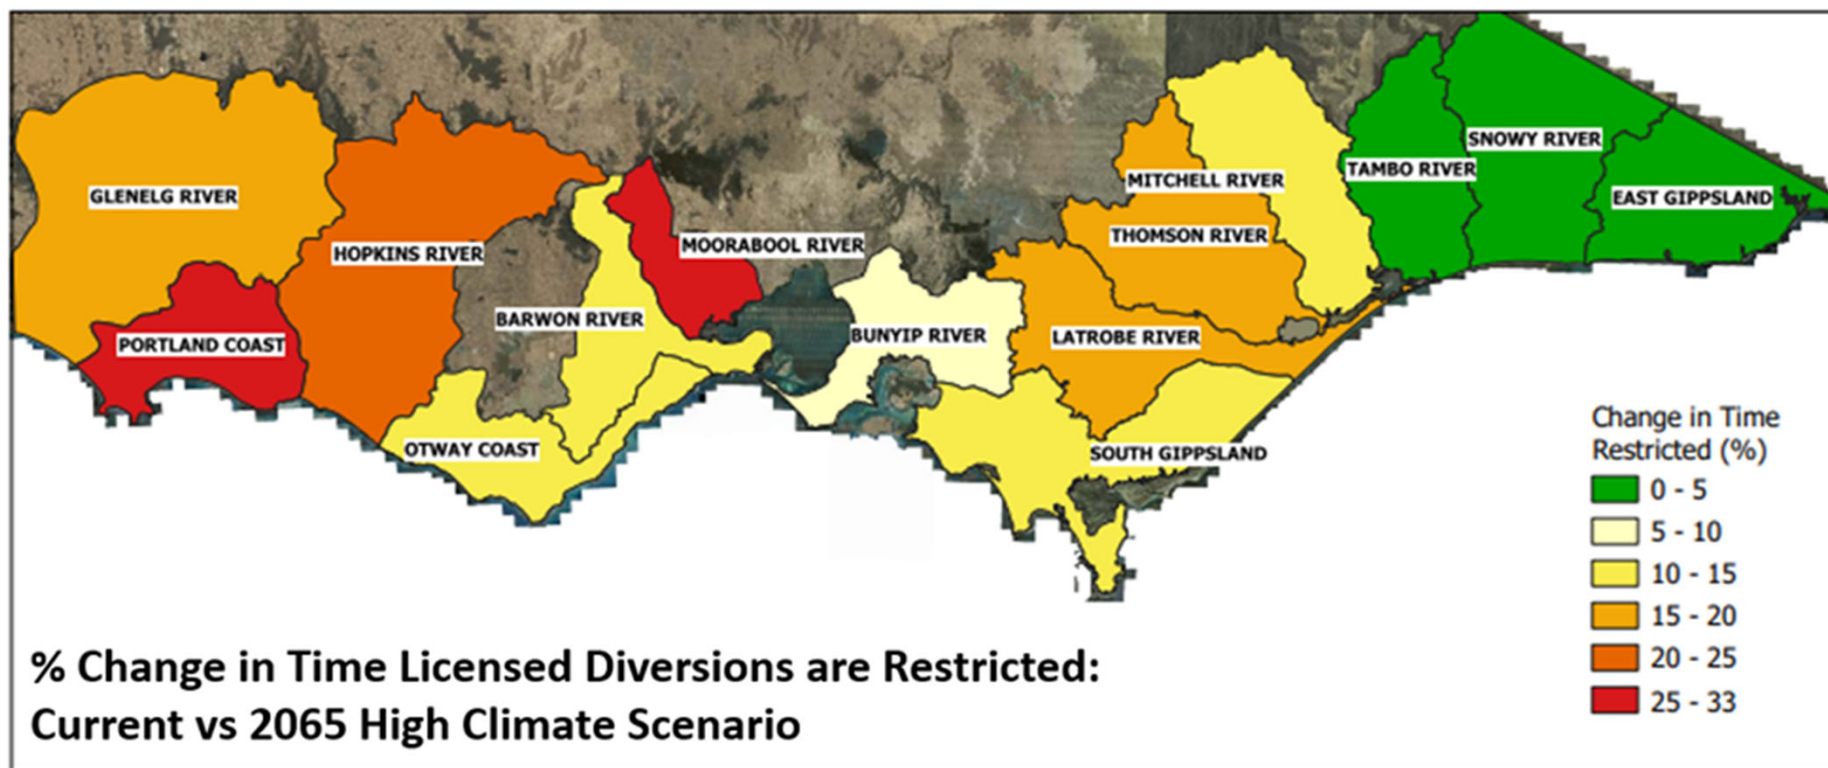 SNOWY RIVER
TAMBO RIVER
MITCHELL RIVER
GLENELG RIVER
EAST GIPPSLAND
THOMSON RIVER
MOORABOOL RIVER
HOPKINS RIVER
BARWON RIVER
BUNYIP RIVER
LATROBE RIVER
PORTLAND COAST
OTWAY COAST
SOUTH GIPPSLAND
Change in Time
Restricted (%)
0 - 5
5 - 10
10 - 15
15 - 20
20 - 25
25 - 33
% Change in Time Licensed Diversions are Restricted:
Current vs 2065 High Climate Scenario